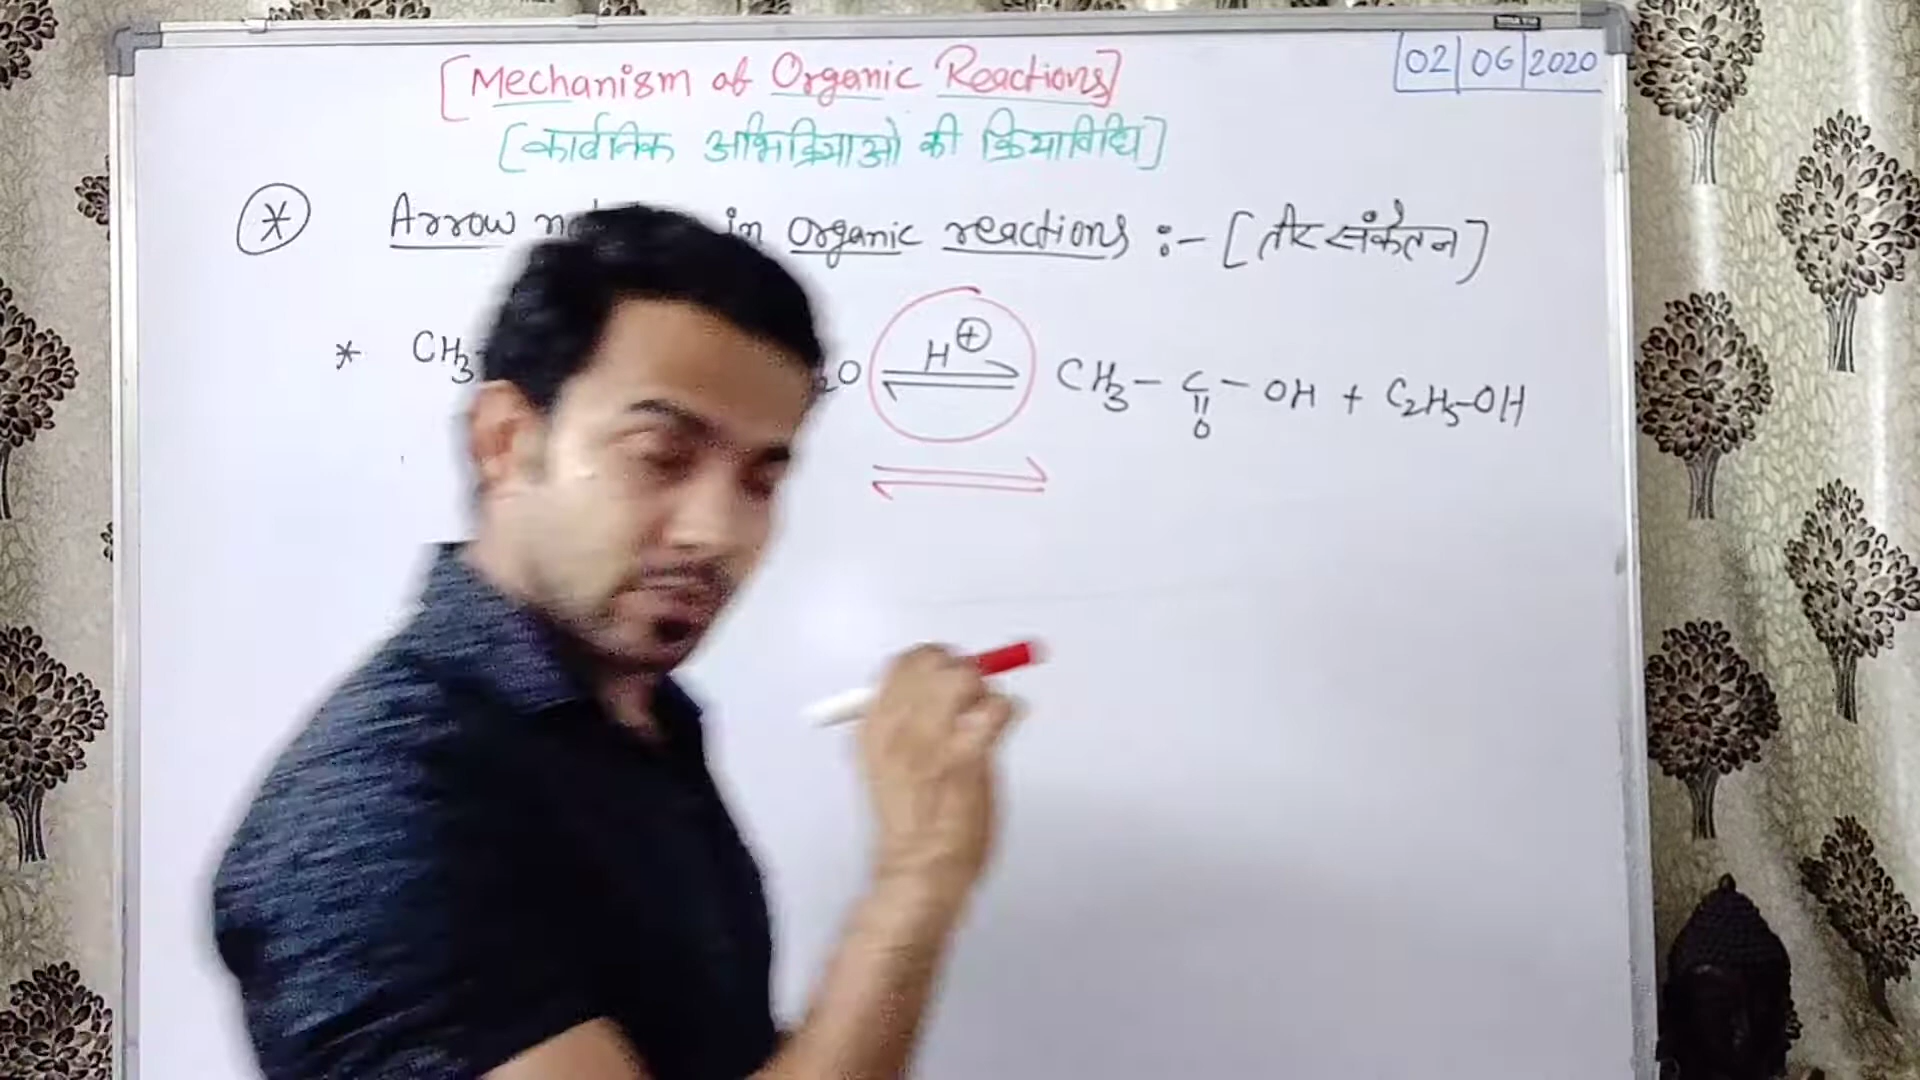 [Mechanism of Organic Reactions]
02|06|2020
[कार्बनिक अभिक्रियाओ की क्रियाविधि]
* Arrow in organic reactions :- [तीर संकेतन]
* CH3- 2O H⊕ ⇌ CH3 - C - OH + C2H5-OH
||
O
⇌